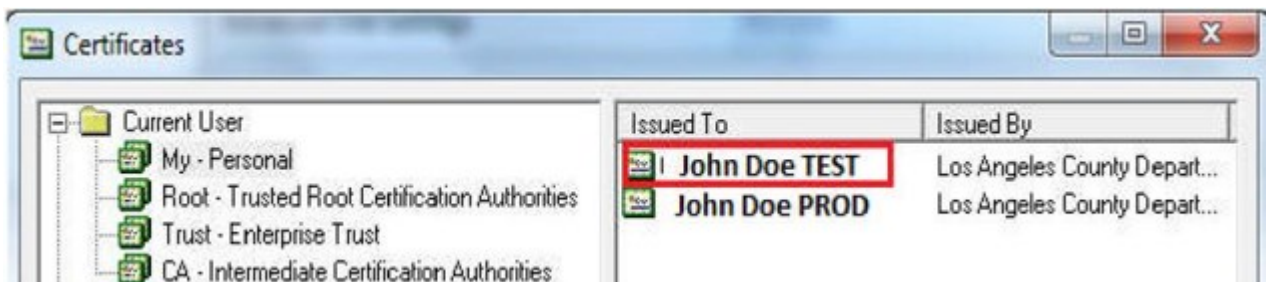 Certificates
Current User
My - Personal
Root - Trusted Root Certification Authorities
Trust - Enterprise Trust
CA - Intermediate Certification Authorities
Issued To Issued By
John Doe TEST Los Angeles County Depart...
John Doe PROD Los Angeles County Depart...